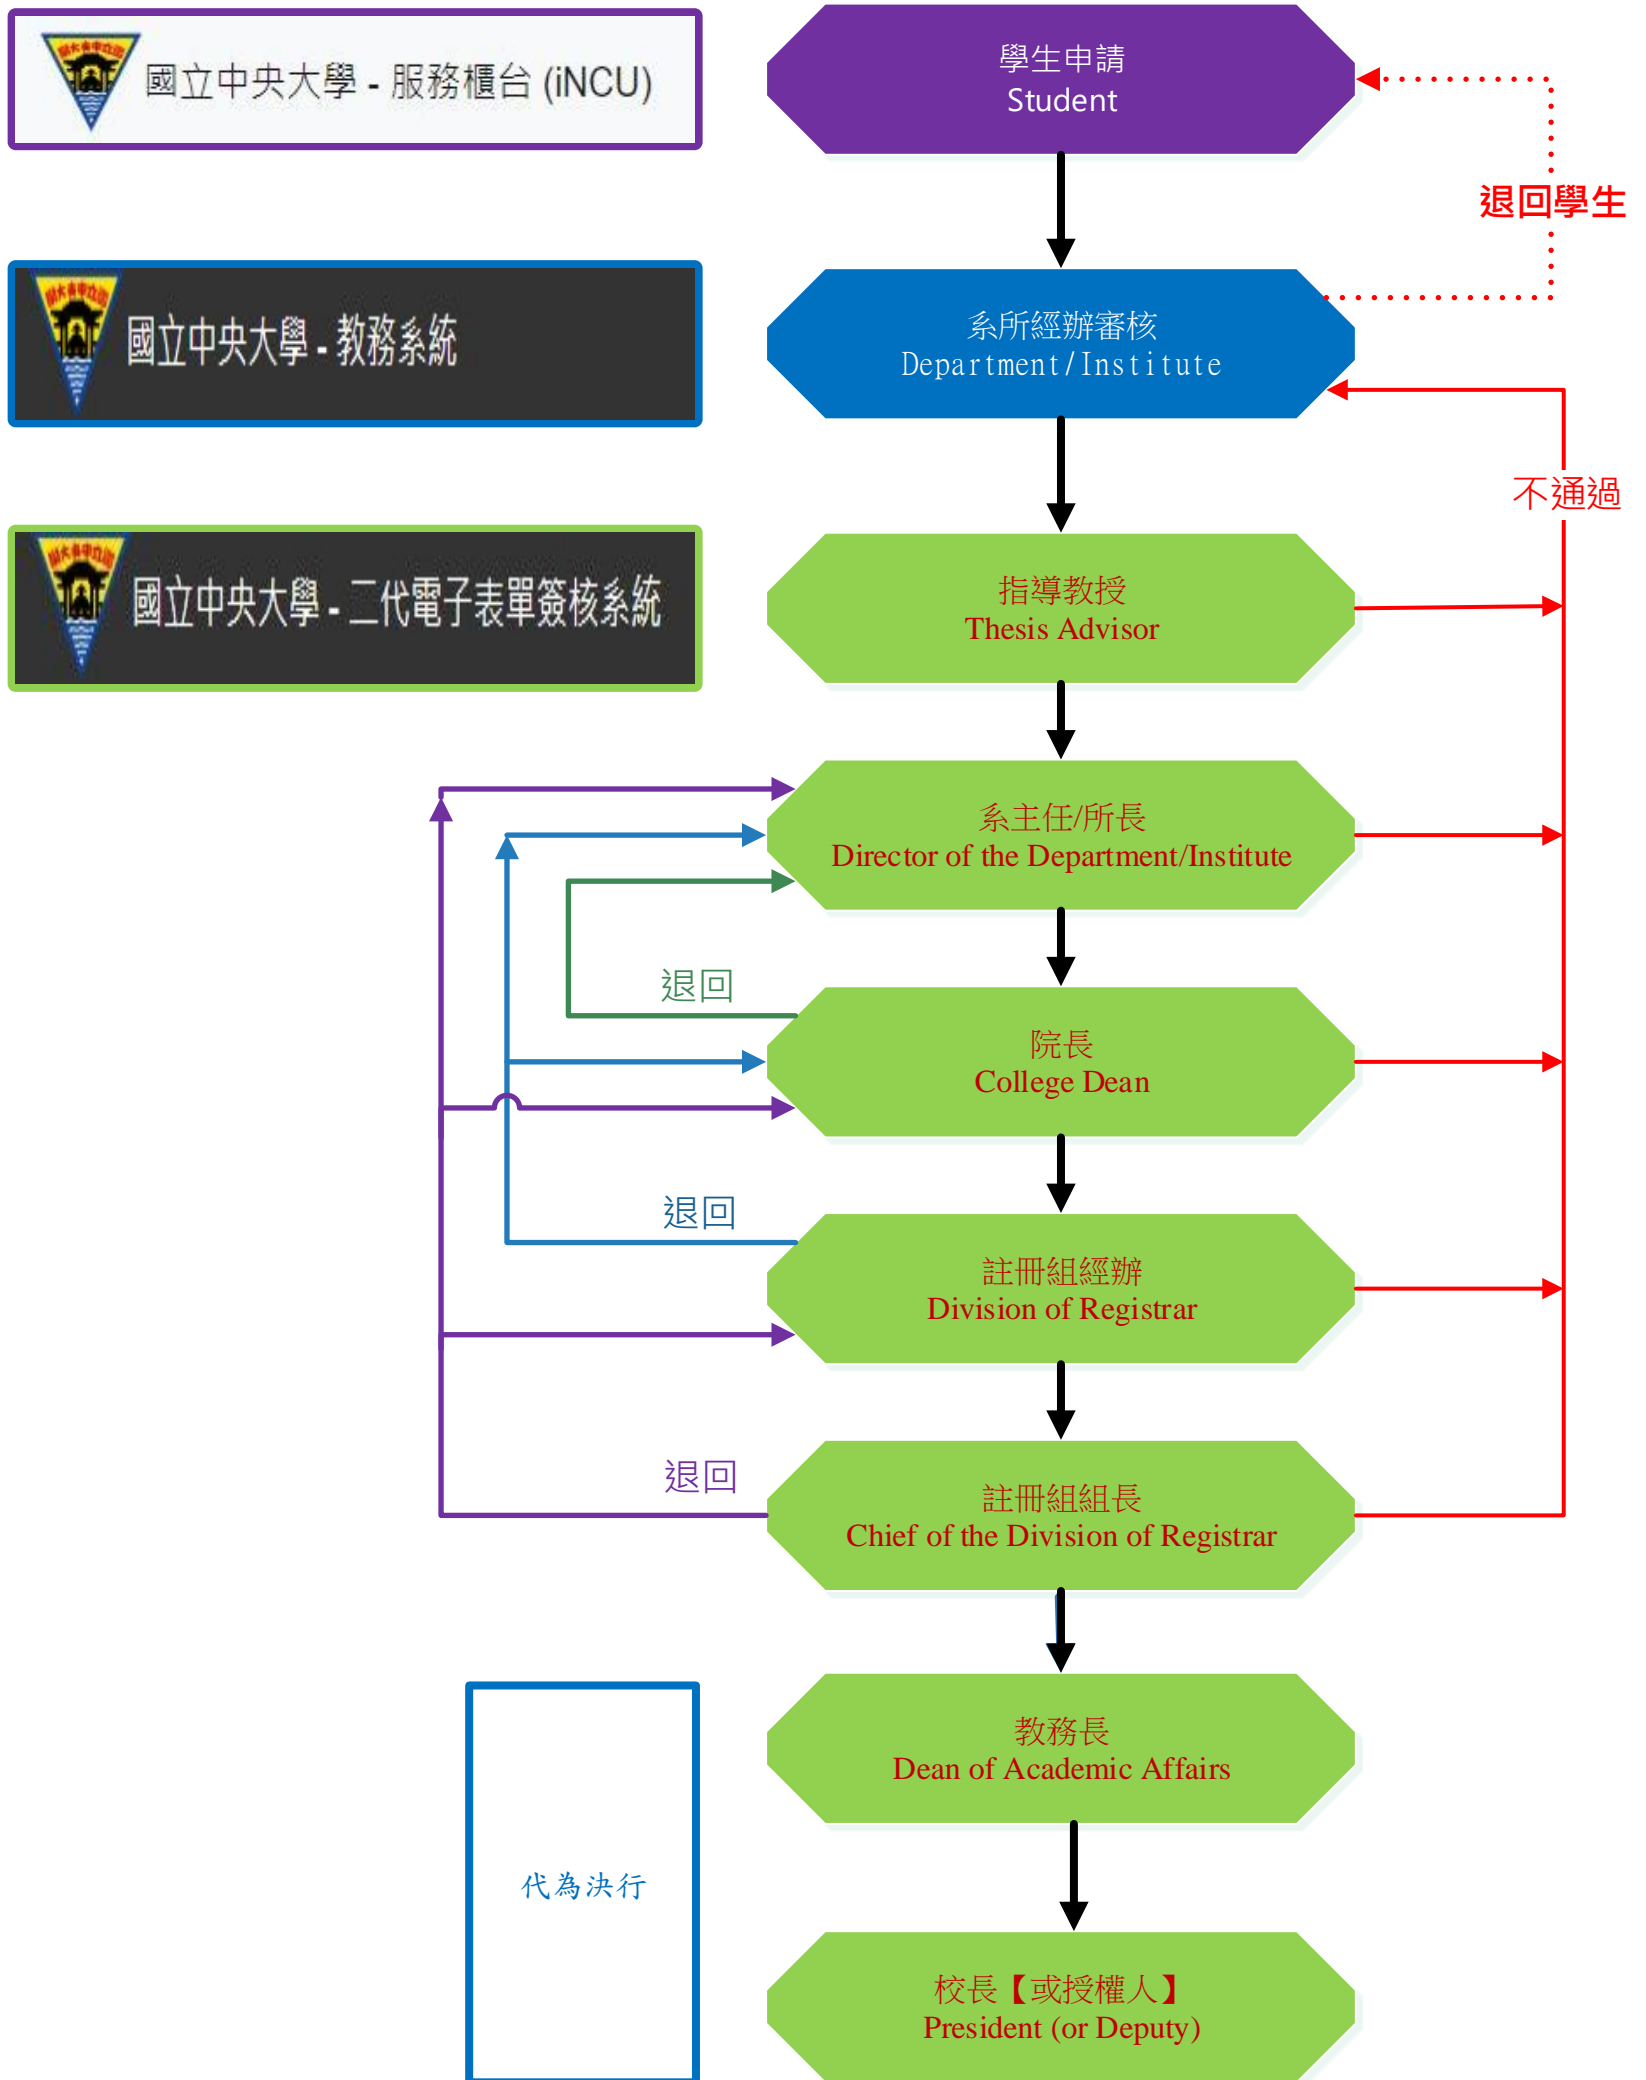 國立中央大學 - 服務櫃台 (iNCU)
學生申請
Student
退回學生
國立中央大學 - 教務系統
系所經辦審核
Department/Institute
不通過
國立中央大學 - 二代電子表單簽核系統
指導教授
Thesis Advisor
系主任/所長
Director of the Department/Institute
退回
院長
College Dean
退回
註冊組經辦
Division of Registrar
退回
註冊組組長
Chief of the Division of Registrar
教務長
Dean of Academic Affairs
代為決行
校長【或授權人】
President (or Deputy)